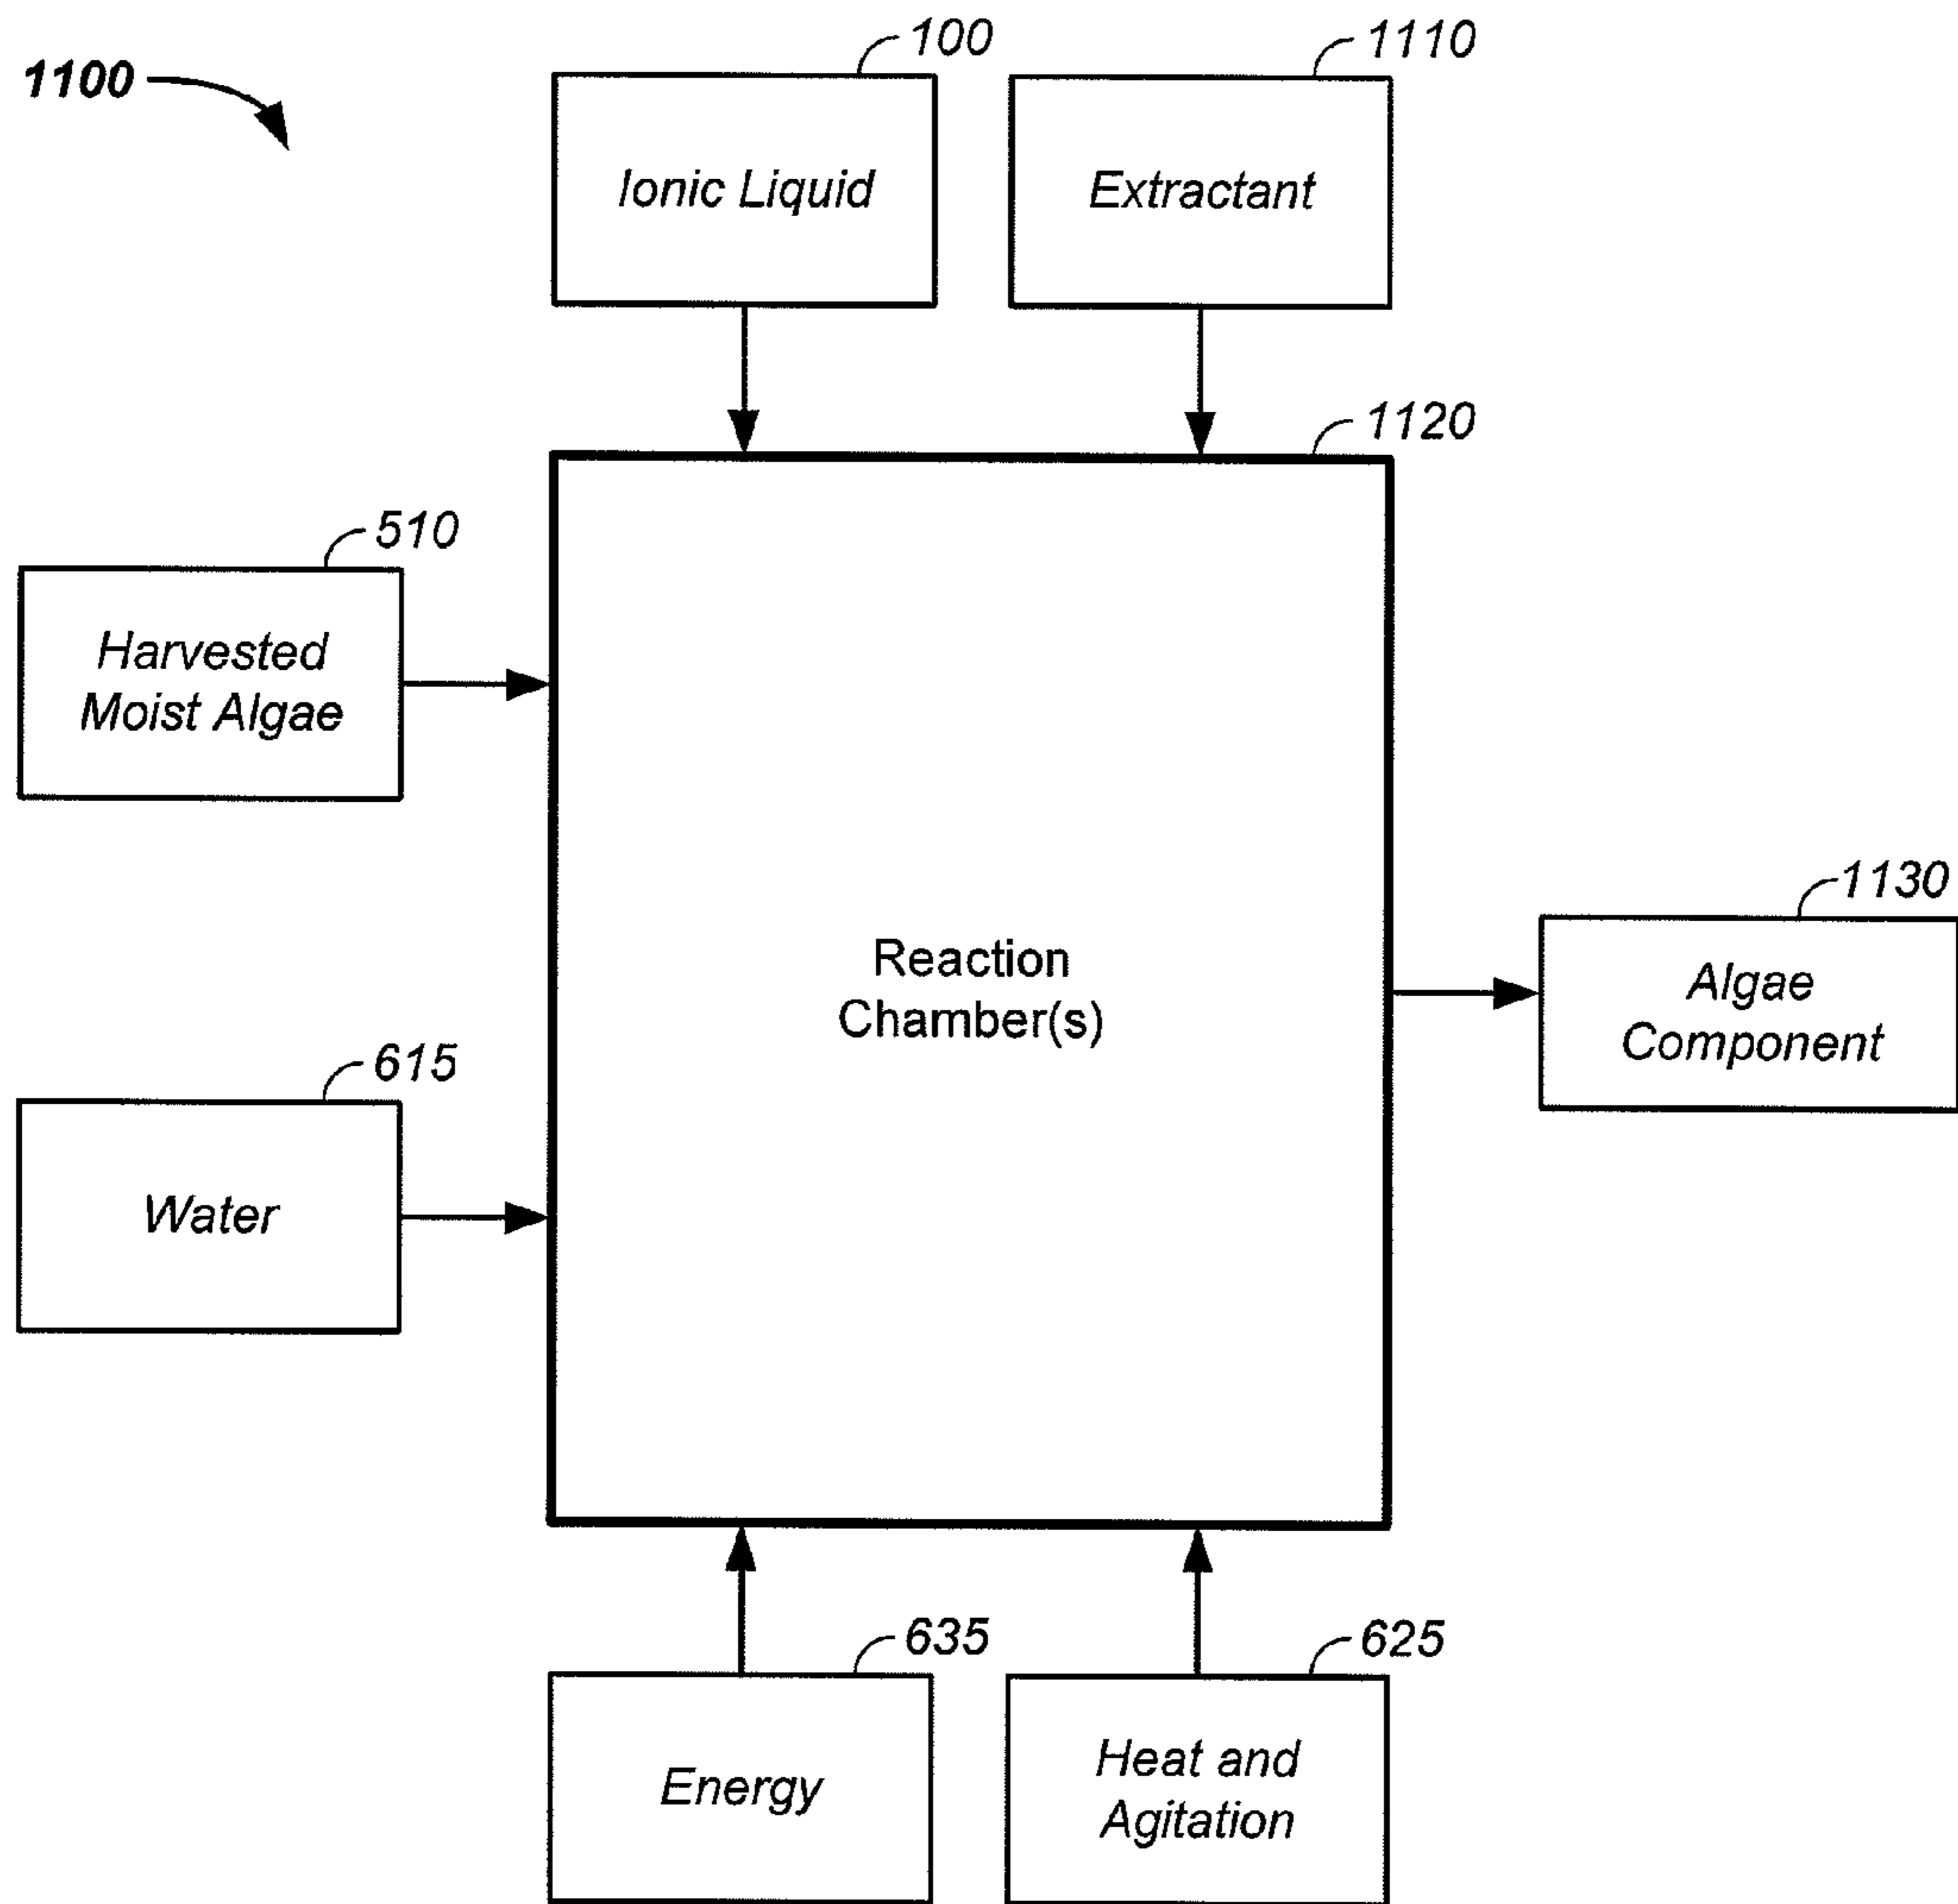 1100
100
1110
Ionic Liquid
Extractant
1120
510
Harvested
Moist Algae
Reaction
Chamber(s)
1130
Algae
Component
615
Water
635
625
Energy
Heat and
Agitation